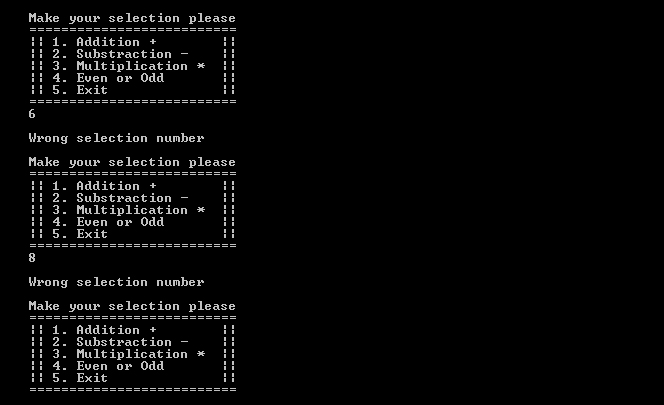 Make your selection please
==========================
|| 1. Addition +        ||
|| 2. Substraction -    ||
|| 3. Multiplication *  ||
|| 4. Even or Odd       ||
|| 5. Exit              ||
==========================
6
Wrong selection number
Make your selection please
==========================
|| 1. Addition +        ||
|| 2. Substraction -    ||
|| 3. Multiplication *  ||
|| 4. Even or Odd       ||
|| 5. Exit              ||
==========================
8
Wrong selection number
Make your selection please
==========================
|| 1. Addition +        ||
|| 2. Substraction -    ||
|| 3. Multiplication *  ||
|| 4. Even or Odd       ||
|| 5. Exit              ||
==========================